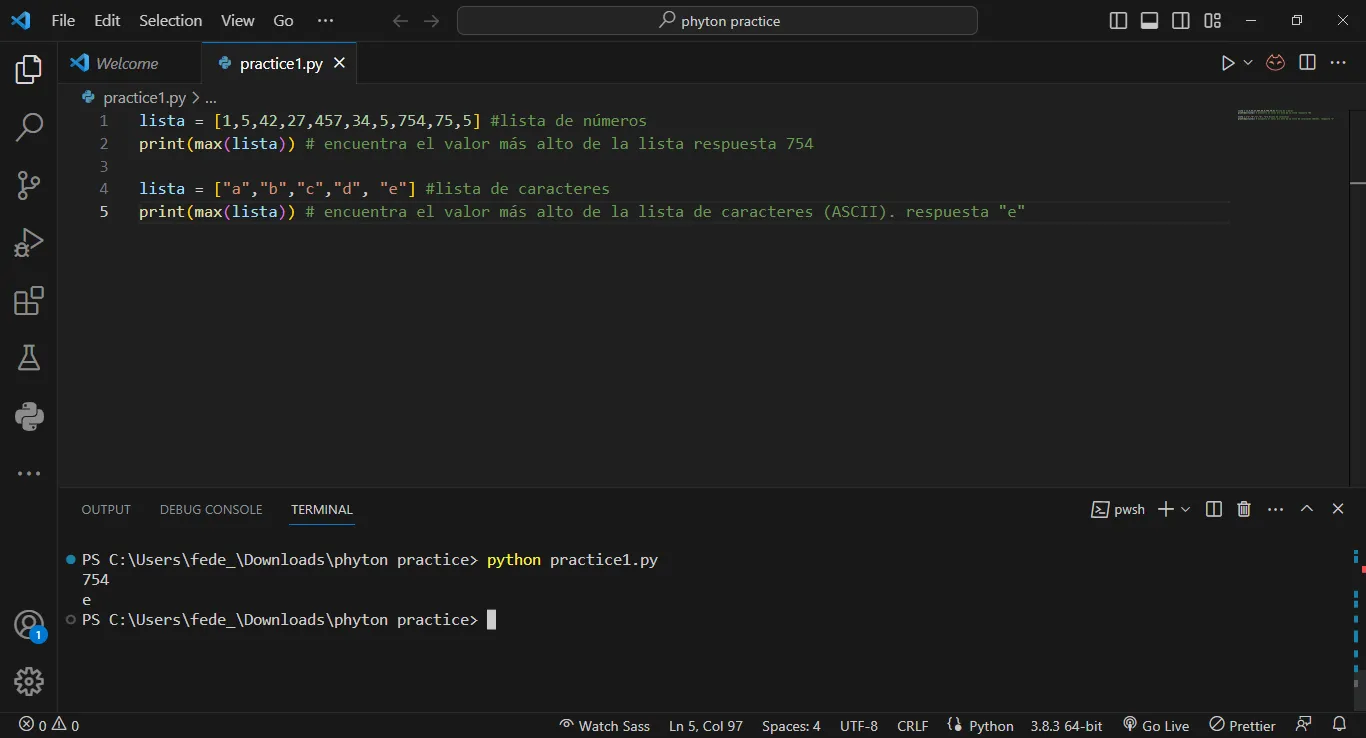 File Edit Selection View Go ··· phyton practice
Welcome practice1.py
practice1.py > ...
1 lista = [1,5,42,27,457,34,5,754,75,5] #lista de números
2 print(max(lista)) # encuentra el valor más alto de la lista respuesta 754
3
4 lista = ["a","b","c","d", "e"] #lista de caracteres
5 print(max(lista)) # encuentra el valor más alto de la lista de caracteres (ASCII). respuesta "e"
OUTPUT DEBUG CONSOLE TERMINAL pwsh
PS C:\Users\fede_\Downloads\phyton practice> python practice1.py
754
e
PS C:\Users\fede_\Downloads\phyton practice>
1
0 0 Watch Sass Ln 5, Col 97 Spaces: 4 UTF-8 CRLF Python 3.8.3 64-bit Go Live Prettier